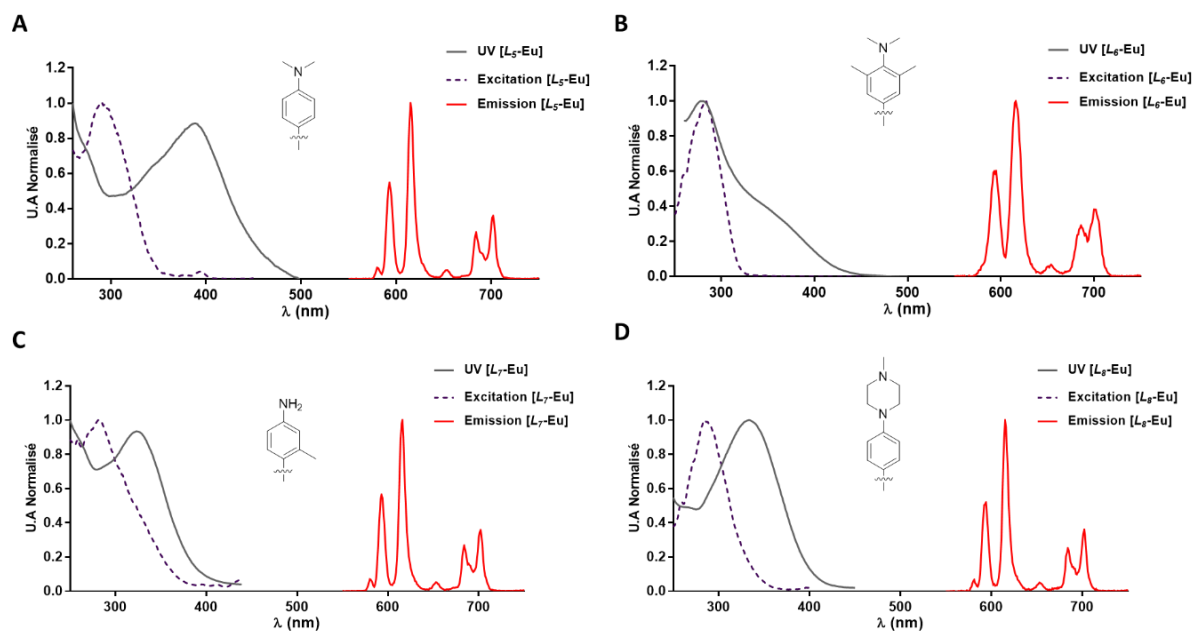 A
UV [L5-Eu]
Excitation [L5-Eu]
Emission [L5-Eu]
N
U.A Normalisé
1.2
1.0
0.8
0.6
0.4
0.2
0.0
300 400 500 600 700
λ (nm)
B
UV [L6-Eu]
Excitation [L6-Eu]
Emission [L6-Eu]
N
U.A Normalisé
1.2
1.0
0.8
0.6
0.4
0.2
0.0
300 400 500 600 700
λ (nm)
C
UV [L7-Eu]
Excitation [L7-Eu]
Emission [L7-Eu]
NH2
U.A Normalisé
1.2
1.0
0.8
0.6
0.4
0.2
0.0
300 400 500 600 700
λ (nm)
D
UV [L8-Eu]
Excitation [L8-Eu]
Emission [L8-Eu]
N
N
U.A Normalisé
1.2
1.0
0.8
0.6
0.4
0.2
0.0
300 400 500 600 700
λ (nm)